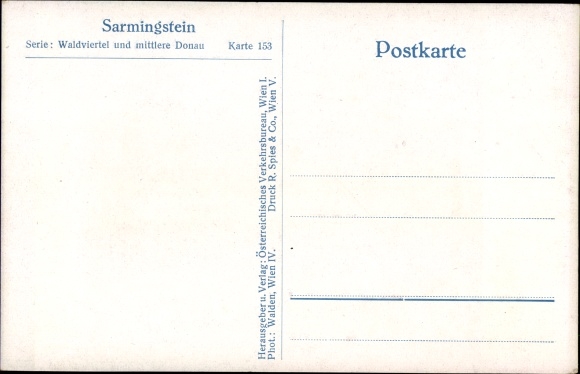 Sarmingstein
Serie: Waldviertel und mittlere Donau Karte 153
Postkarte
Herausgeber u. Verlag: Österreichisches Verkehrsbureau, Wien I.
Phot.: Walden, Wien IV. Druck R. Spies & Co., Wien V.